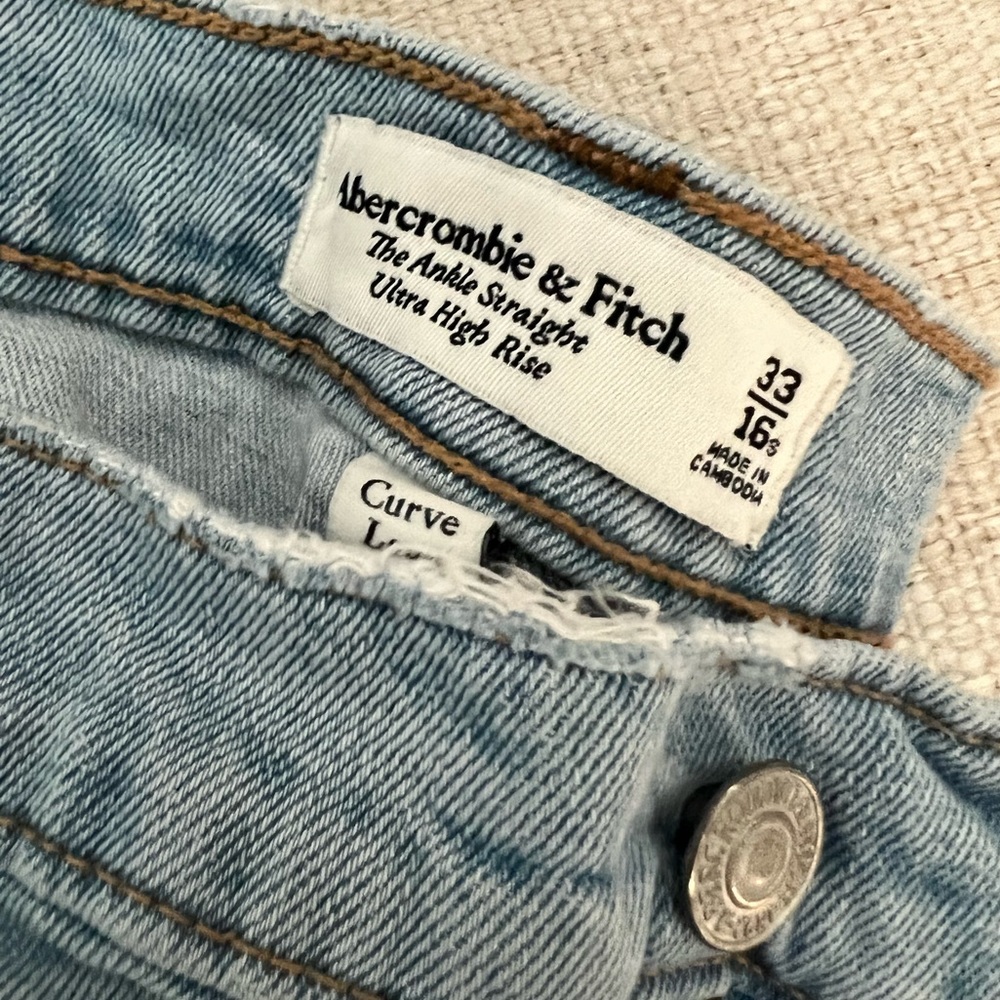 Abercrombie & Fitch
The Ankle Straight
Ultra High Rise
33
16s
MADE IN
CAMBODIA
Curve